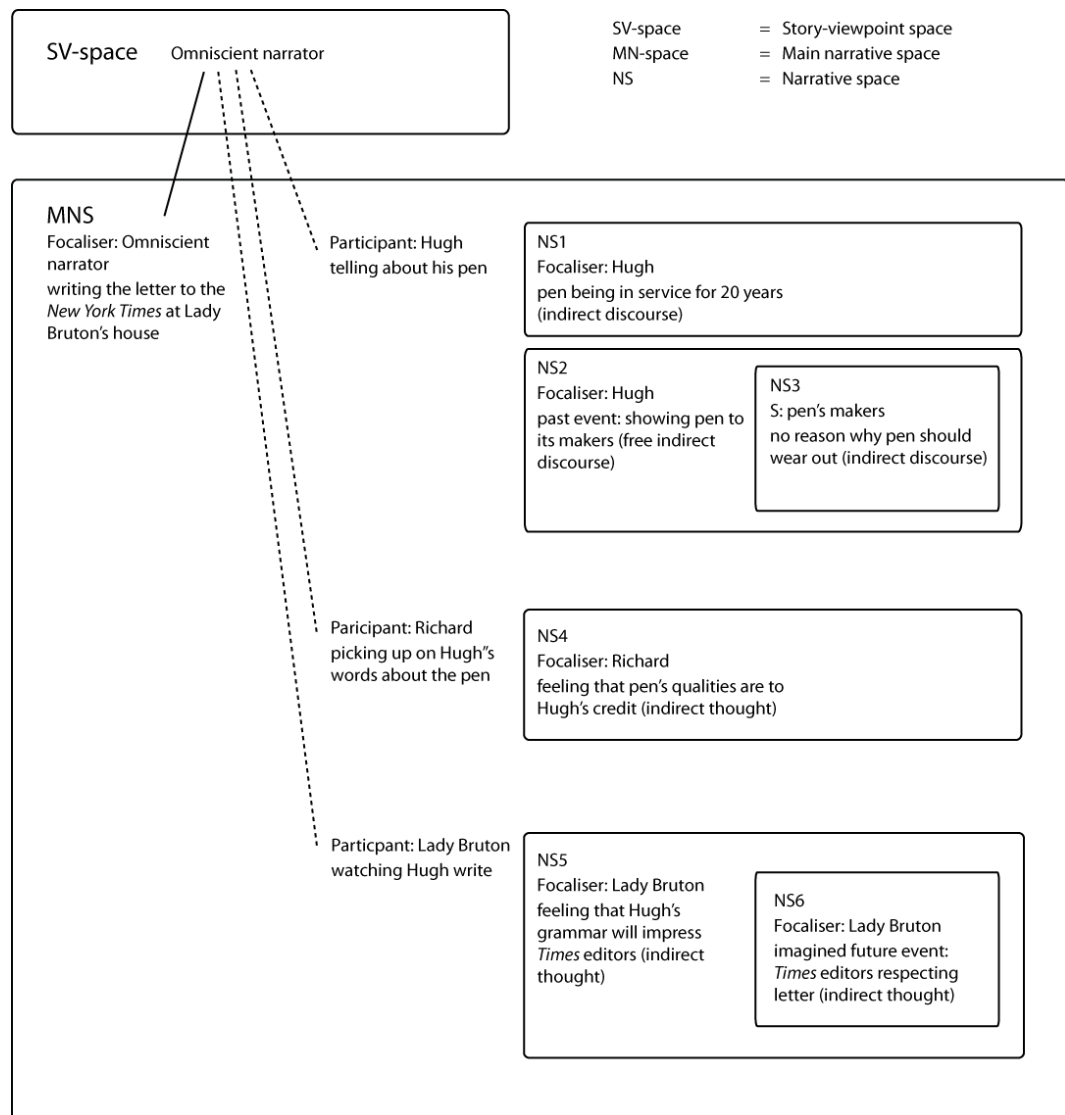 SV-space Omniscient narrator
SV-space = Story-viewpoint space
MN-space = Main narrative space
NS = Narrative space
MNS
Focaliser: Omniscient
narrator
writing the letter to the
New York Times at Lady
Bruton’s house
Participant: Hugh
telling about his pen
NS1
Focaliser: Hugh
pen being in service for 20 years
(indirect discourse)
NS2
Focaliser: Hugh
past event: showing pen to
its makers (free indirect
discourse)
NS3
S: pen’s makers
no reason why pen should
wear out (indirect discourse)
Paricipant: Richard
picking up on Hugh"s
words about the pen
NS4
Focaliser: Richard
feeling that pen’s qualities are to
Hugh’s credit (indirect thought)
Particpant: Lady Bruton
watching Hugh write
NS5
Focaliser: Lady Bruton
feeling that Hugh’s
grammar will impress
Times editors (indirect
thought)
NS6
Focaliser: Lady Bruton
imagined future event:
Times editors respecting
letter (indirect thought)